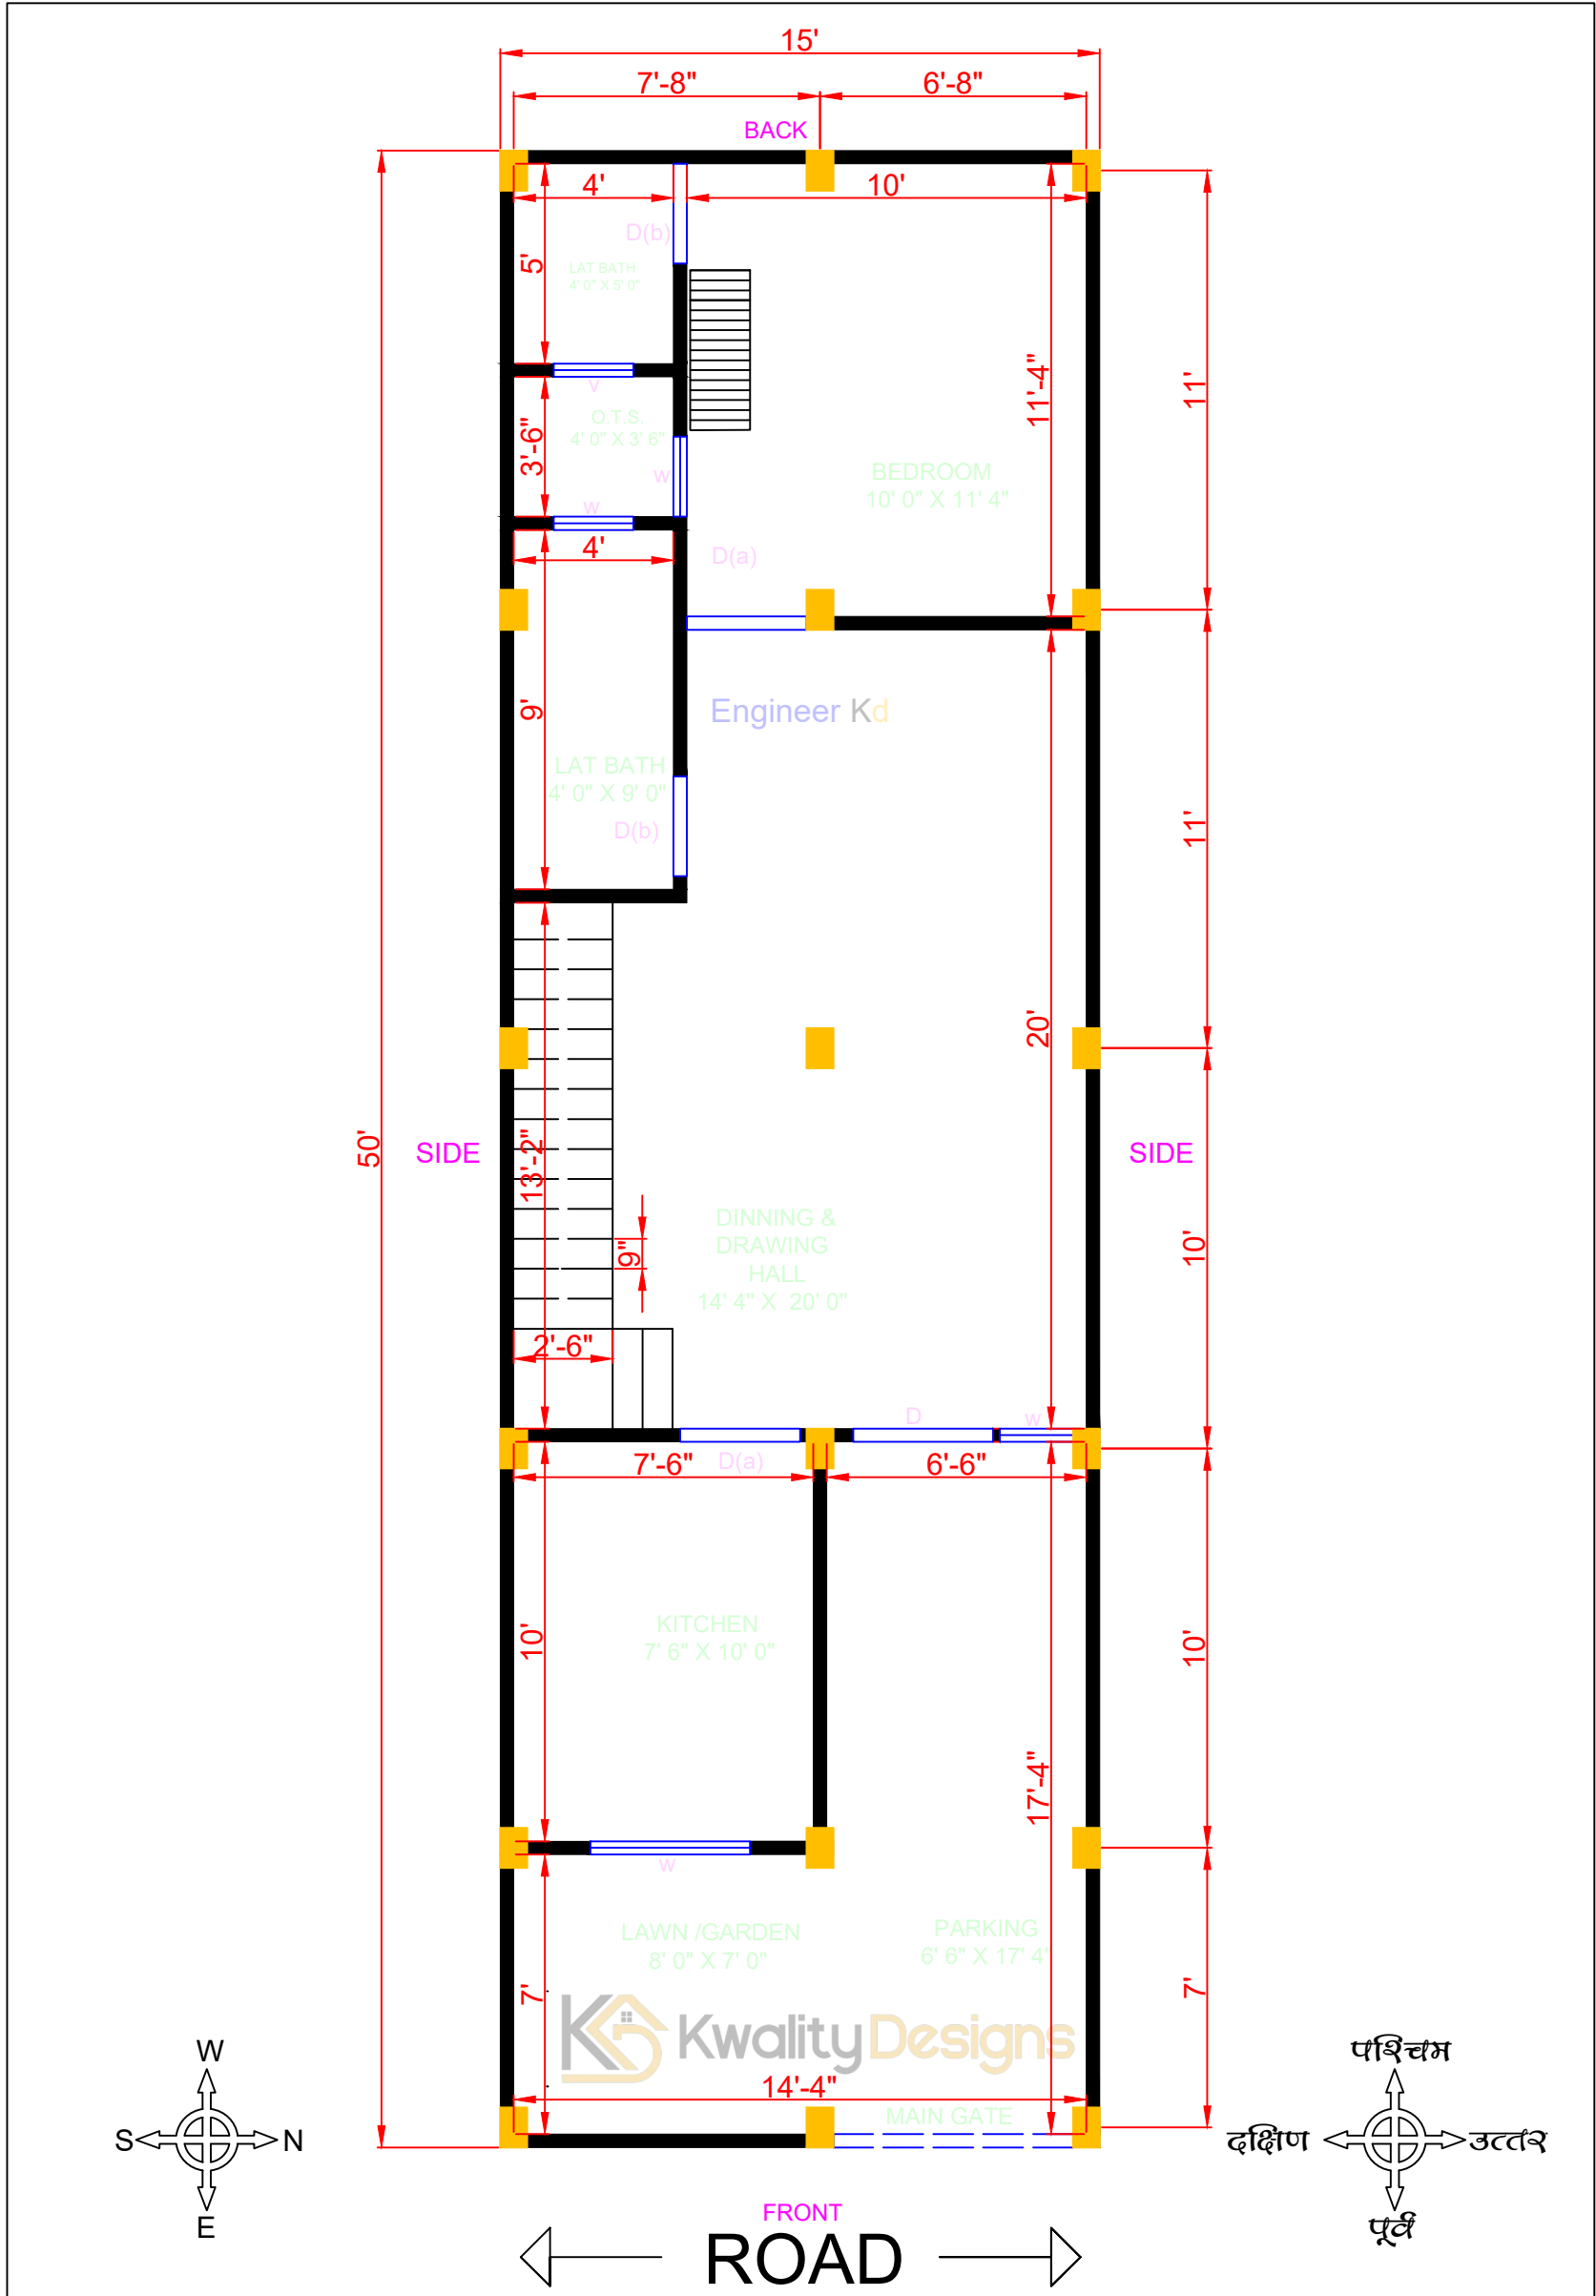 15'
7'-8"
6'-8"
BACK
4'
10'
D(b)
5'
LAT BATH
4' 0" X 5' 0"
11'-4"
11'
V
O.T.S.
4' 0" X 3' 6"
3'-6"
W
W
BEDROOM
10' 0" X 11' 4"
4'
D(a)
Engineer Kd
9'
LAT BATH
4' 0" X 9' 0"
D(b)
11'
20'
50'
SIDE
SIDE
13'-2"
DINNING &
DRAWING
HALL
14' 4" X 20' 0"
9"
10'
2'-6"
D
W
7'-6"
D(a)
6'-6"
KITCHEN
7' 6" X 10' 0"
10'
10'
17'-4"
W
LAWN /GARDEN
8' 0" X 7' 0"
PARKING
6' 6" X 17' 4'
7'
7'
Kwality Designs
14'-4"
MAIN GATE
W
S
N
E
पश्चिम
दक्षिण
उत्तर
पूर्व
FRONT
ROAD